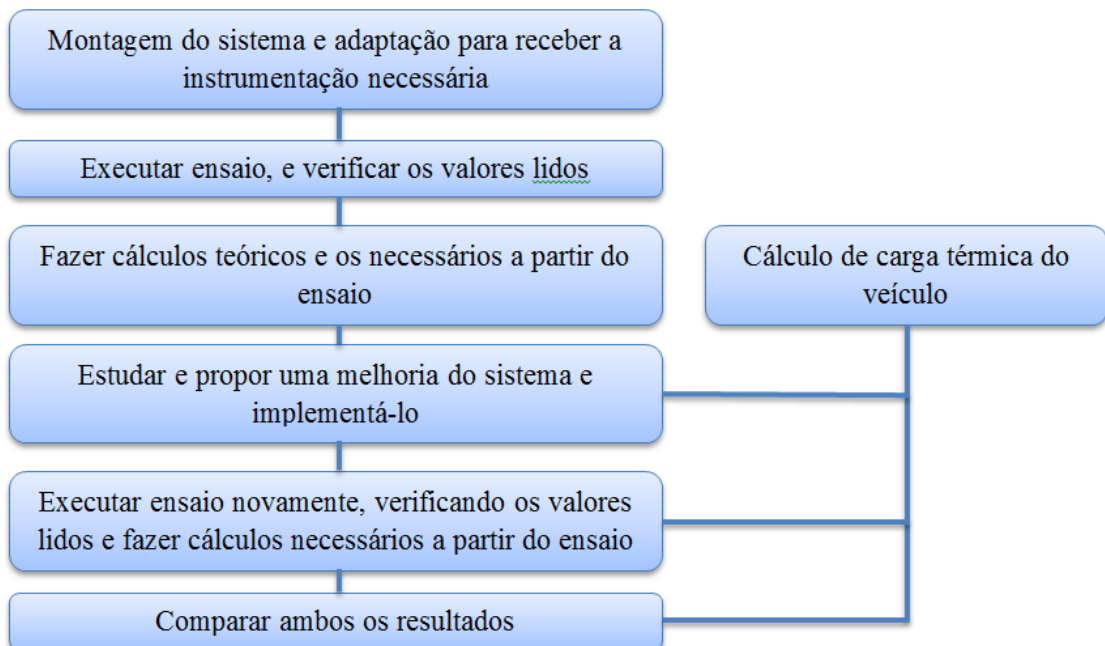 Montagem do sistema e adaptação para receber a
instrumentação necessária
Executar ensaio, e verificar os valores lidos
Fazer cálculos teóricos e os necessários a partir do
ensaio
Cálculo de carga térmica do
veículo
Estudar e propor uma melhoria do sistema e
implementá-lo
Executar ensaio novamente, verificando os valores
lidos e fazer cálculos necessários a partir do ensaio
Comparar ambos os resultados